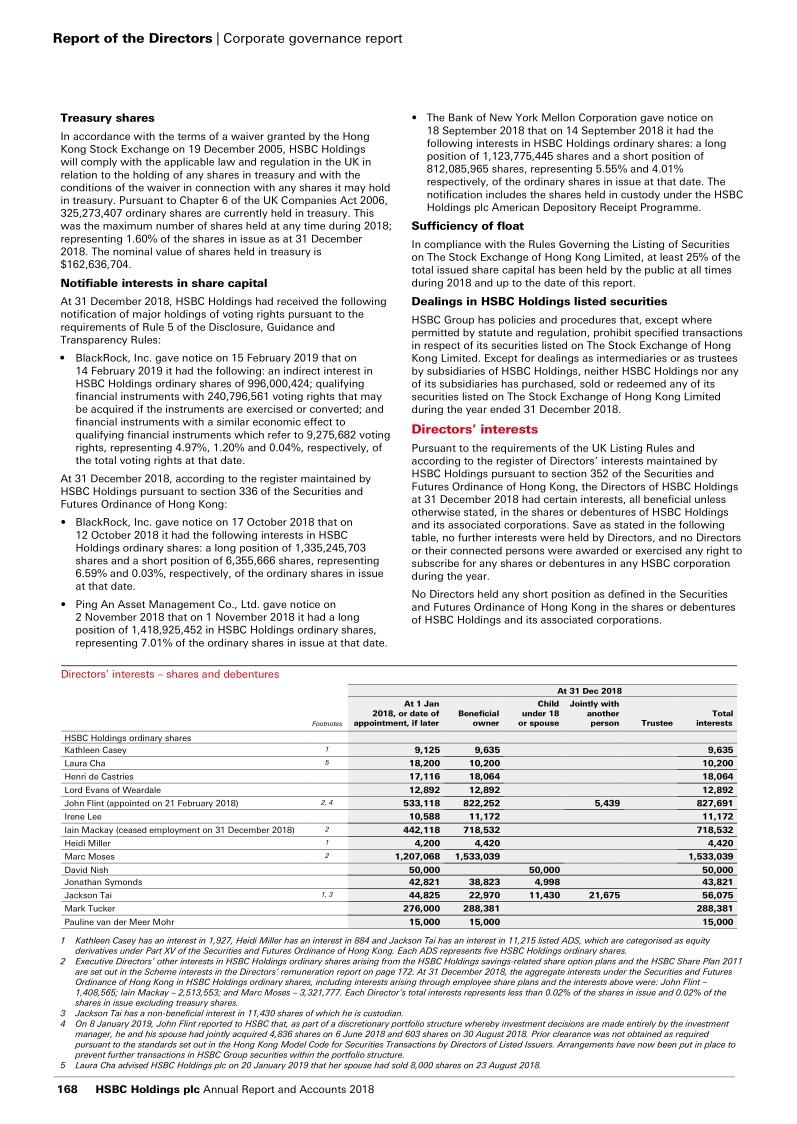 Report of the Directors | Corporate governance report
Treasury shares
In accordance with the terms of a waiver granted by the Hong
Kong Stock Exchange on 19 December 2005, HSBC Holdings
will comply with the applicable law and regulation in the UK in
relation to the holding of any shares in treasury and with the
conditions of the waiver in connection with any shares it may hold
in treasury. Pursuant to Chapter 6 of the UK Companies Act 2006,
325,273,407 ordinary shares are currently held in treasury. This
was the maximum number of shares held at any time during 2018;
representing 1.60% of the shares in issue as at 31 December
2018. The nominal value of shares held in treasury is
$162,636,704.
Notifiable interests in share capital
At 31 December 2018, HSBC Holdings had received the following
notification of major holdings of voting rights pursuant to the
requirements of Rule 5 of the Disclosure, Guidance and
Transparency Rules:
• BlackRock, Inc. gave notice on 15 February 2019 that on
14 February 2019 it had the following: an indirect interest in
HSBC Holdings ordinary shares of 996,000,424; qualifying
financial instruments with 240,796,561 voting rights that may
be acquired if the instruments are exercised or converted; and
financial instruments with a similar economic effect to
qualifying financial instruments which refer to 9,275,682 voting
rights, representing 4.97%, 1.20% and 0.04%, respectively, of
the total voting rights at that date.
At 31 December 2018, according to the register maintained by
HSBC Holdings pursuant to section 336 of the Securities and
Futures Ordinance of Hong Kong:
• BlackRock, Inc. gave notice on 17 October 2018 that on
12 October 2018 it had the following interests in HSBC
Holdings ordinary shares: a long position of 1,335,245,703
shares and a short position of 6,355,666 shares, representing
6.59% and 0.03%, respectively, of the ordinary shares in issue
at that date.
• Ping An Asset Management Co., Ltd. gave notice on
2 November 2018 that on 1 November 2018 it had a long
position of 1,418,925,452 in HSBC Holdings ordinary shares,
representing 7.01% of the ordinary shares in issue at that date.
• The Bank of New York Mellon Corporation gave notice on
18 September 2018 that on 14 September 2018 it had the
following interests in HSBC Holdings ordinary shares: a long
position of 1,123,775,445 shares and a short position of
812,085,965 shares, representing 5.55% and 4.01%
respectively, of the ordinary shares in issue at that date. The
notification includes the shares held in custody under the HSBC
Holdings plc American Depository Receipt Programme.
Sufficiency of float
In compliance with the Rules Governing the Listing of Securities
on The Stock Exchange of Hong Kong Limited, at least 25% of the
total issued share capital has been held by the public at all times
during 2018 and up to the date of this report.
Dealings in HSBC Holdings listed securities
HSBC Group has policies and procedures that, except where
permitted by statute and regulation, prohibit specified transactions
in respect of its securities listed on The Stock Exchange of Hong
Kong Limited. Except for dealings as intermediaries or as trustees
by subsidiaries of HSBC Holdings, neither HSBC Holdings nor any
of its subsidiaries has purchased, sold or redeemed any of its
securities listed on The Stock Exchange of Hong Kong Limited
during the year ended 31 December 2018.
Directors' interests
Pursuant to the requirements of the UK Listing Rules and
according to the register of Directors' interests maintained by
HSBC Holdings pursuant to section 352 of the Securities and
Futures Ordinance of Hong Kong, the Directors of HSBC Holdings
at 31 December 2018 had certain interests, all beneficial unless
otherwise stated, in the shares or debentures of HSBC Holdings
and its associated corporations. Save as stated in the following
table, no further interests were held by Directors, and no Directors
or their connected persons were awarded or exercised any right to
subscribe for any shares or debentures in any HSBC corporation
during the year.
No Directors held any short position as defined in the Securities
and Futures Ordinance of Hong Kong in the shares or debentures
of HSBC Holdings and its associated corporations.
Directors' interests – shares and debentures
At 31 Dec 2018
At 1 Jan Child Jointly with
2018, or date of Beneficial under 18 another Total
Footnotes appointment, if later owner or spouse person Trustee interests
HSBC Holdings ordinary shares
Kathleen Casey 1 9,125 9,635 9,635
Laura Cha 5 18,200 10,200 10,200
Henri de Castries 17,116 18,064 18,064
Lord Evans of Weardale 12,892 12,892 12,892
John Flint (appointed on 21 February 2018) 2, 4 533,118 822,252 5,439 827,691
Irene Lee 10,588 11,172 11,172
Iain Mackay (ceased employment on 31 December 2018) 2 442,118 718,532 718,532
Heidi Miller 1 4,200 4,420 4,420
Marc Moses 2 1,207,068 1,533,039 1,533,039
David Nish 50,000 50,000 50,000
Jonathan Symonds 42,821 38,823 4,998 43,821
Jackson Tai 1, 3 44,825 22,970 11,430 21,675 56,075
Mark Tucker 276,000 288,381 288,381
Pauline van der Meer Mohr 15,000 15,000 15,000
1 Kathleen Casey has an interest in 1,927, Heidi Miller has an interest in 884 and Jackson Tai has an interest in 11,215 listed ADS, which are categorised as equity
derivatives under Part XV of the Securities and Futures Ordinance of Hong Kong. Each ADS represents five HSBC Holdings ordinary shares.
2 Executive Directors' other interests in HSBC Holdings ordinary shares arising from the HSBC Holdings savings-related share option plans and the HSBC Share Plan 2011
are set out in the Scheme interests in the Directors' remuneration report on page 172. At 31 December 2018, the aggregate interests under the Securities and Futures
Ordinance of Hong Kong in HSBC Holdings ordinary shares, including interests arising through employee share plans and the interests above were: John Flint –
1,408,565; Iain Mackay – 2,513,553; and Marc Moses – 3,321,777. Each Director's total interests represents less than 0.02% of the shares in issue and 0.02% of the
shares in issue excluding treasury shares.
3 Jackson Tai has a non-beneficial interest in 11,430 shares of which he is custodian.
4 On 8 January 2019, John Flint reported to HSBC that, as part of a discretionary portfolio structure whereby investment decisions are made entirely by the investment
manager, he and his spouse had jointly acquired 4,836 shares on 6 June 2018 and 603 shares on 30 August 2018. Prior clearance was not obtained as required
pursuant to the standards set out in the Hong Kong Model Code for Securities Transactions by Directors of Listed Issuers. Arrangements have now been put in place to
prevent further transactions in HSBC Group securities within the portfolio structure.
5 Laura Cha advised HSBC Holdings plc on 20 January 2019 that her spouse had sold 8,000 shares on 23 August 2018.
168 HSBC Holdings plc Annual Report and Accounts 2018